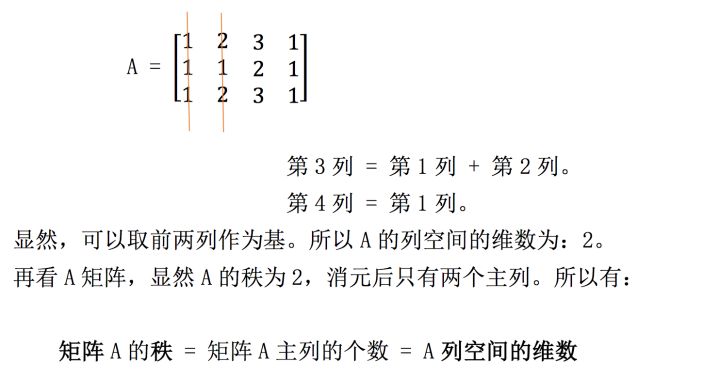 1 2 3 1
A = 1 1 2 1
1 2 3 1
第3列 = 第1列 + 第2列。
第4列 = 第1列。
显然，可以取前两列作为基。所以 A 的列空间的维数为：2。
再看 A 矩阵，显然 A 的秩为 2，消元后只有两个主列。所以有：
矩阵 A 的秩 = 矩阵 A 主列的个数 = A 列空间的维数